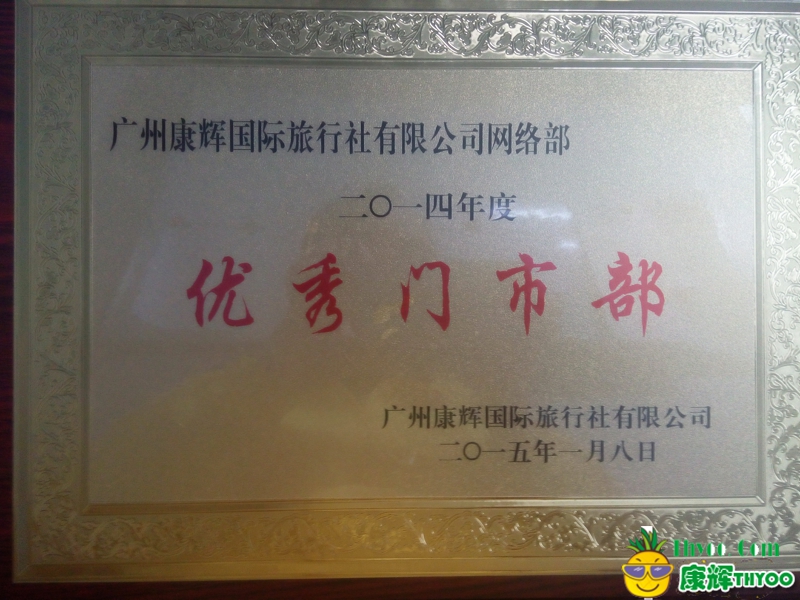 广州康辉国际旅行社有限公司网络部
二〇一四年度
优秀门市部
广州康辉国际旅行社有限公司
二〇一五年一月八日
Thyoo Com
康辉THYOO